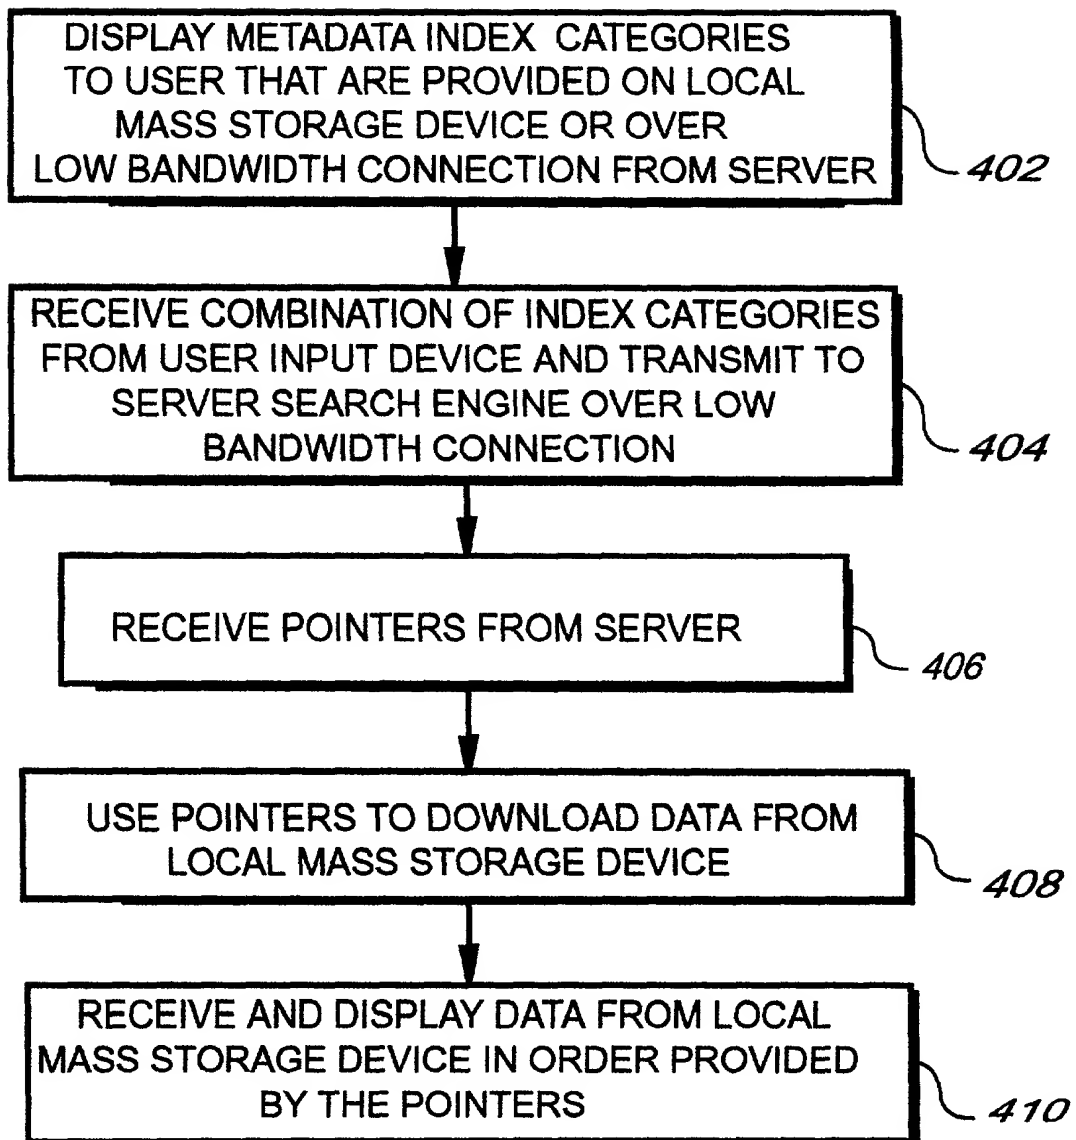 DISPLAY METADATA INDEX CATEGORIES
TO USER THAT ARE PROVIDED ON LOCAL
MASS STORAGE DEVICE OR OVER
LOW BANDWIDTH CONNECTION FROM SERVER
402
RECEIVE COMBINATION OF INDEX CATEGORIES
FROM USER INPUT DEVICE AND TRANSMIT TO
SERVER SEARCH ENGINE OVER LOW
BANDWIDTH CONNECTION
404
RECEIVE POINTERS FROM SERVER
406
USE POINTERS TO DOWNLOAD DATA FROM
LOCAL MASS STORAGE DEVICE
408
RECEIVE AND DISPLAY DATA FROM LOCAL
MASS STORAGE DEVICE IN ORDER PROVIDED
BY THE POINTERS
410